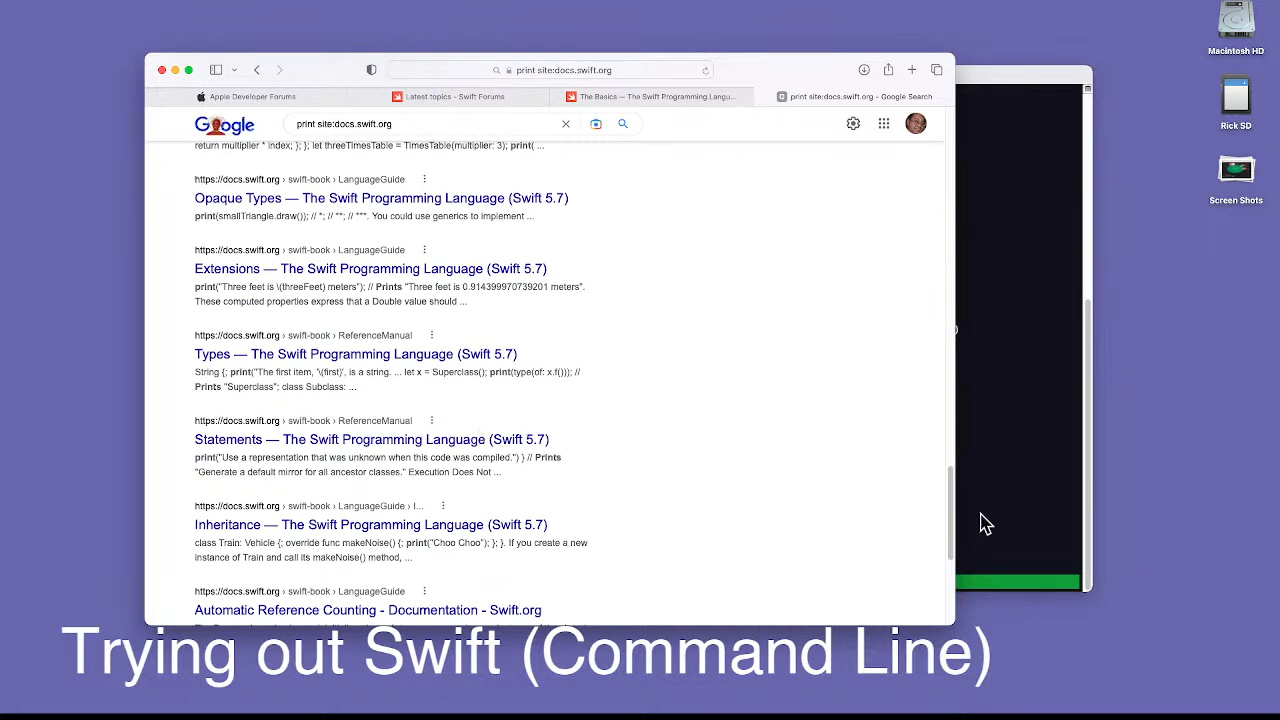 Macintosh HD
Rick SD
Screen Shots
print site:docs.swift.org
Apple Developer Forums
Latest topics - Swift Forums
The Basics — The Swift Programming Langu...
G print site:docs.swift.org - Google Search
Google
print site:docs.swift.org
return multiplier * index; }; }; let threeTimesTable = TimesTable(multiplier: 3); print( ...
https://docs.swift.org › swift-book › LanguageGuide
Opaque Types — The Swift Programming Language (Swift 5.7)
print(smallTriangle.draw()); // *; // **; // ***. You could use generics to implement ...
https://docs.swift.org › swift-book › LanguageGuide
Extensions — The Swift Programming Language (Swift 5.7)
print("Three feet is \(threeFeet) meters"); // Prints "Three feet is 0.914399970739201 meters".
These computed properties express that a Double value should ...
https://docs.swift.org › swift-book › ReferenceManual
Types — The Swift Programming Language (Swift 5.7)
String {; print("The first item, '\(first)', is a string. ... let x = Superclass(); print(type(of: x.f())); //
Prints "Superclass"; class Subclass: ...
https://docs.swift.org › swift-book › ReferenceManual
Statements — The Swift Programming Language (Swift 5.7)
print("Use a representation that was unknown when this code was compiled.") } // Prints
"Generate a default mirror for all ancestor classes." Execution Does Not ...
https://docs.swift.org › swift-book › LanguageGuide › I...
Inheritance — The Swift Programming Language (Swift 5.7)
class Train: Vehicle {; override func makeNoise() {; print("Choo Choo"); }; }. If you create a new
instance of Train and call its makeNoise() method, ...
https://docs.swift.org › swift-book › LanguageGuide
Automatic Reference Counting - Documentation - Swift.org
Trying out Swift (Command Line)